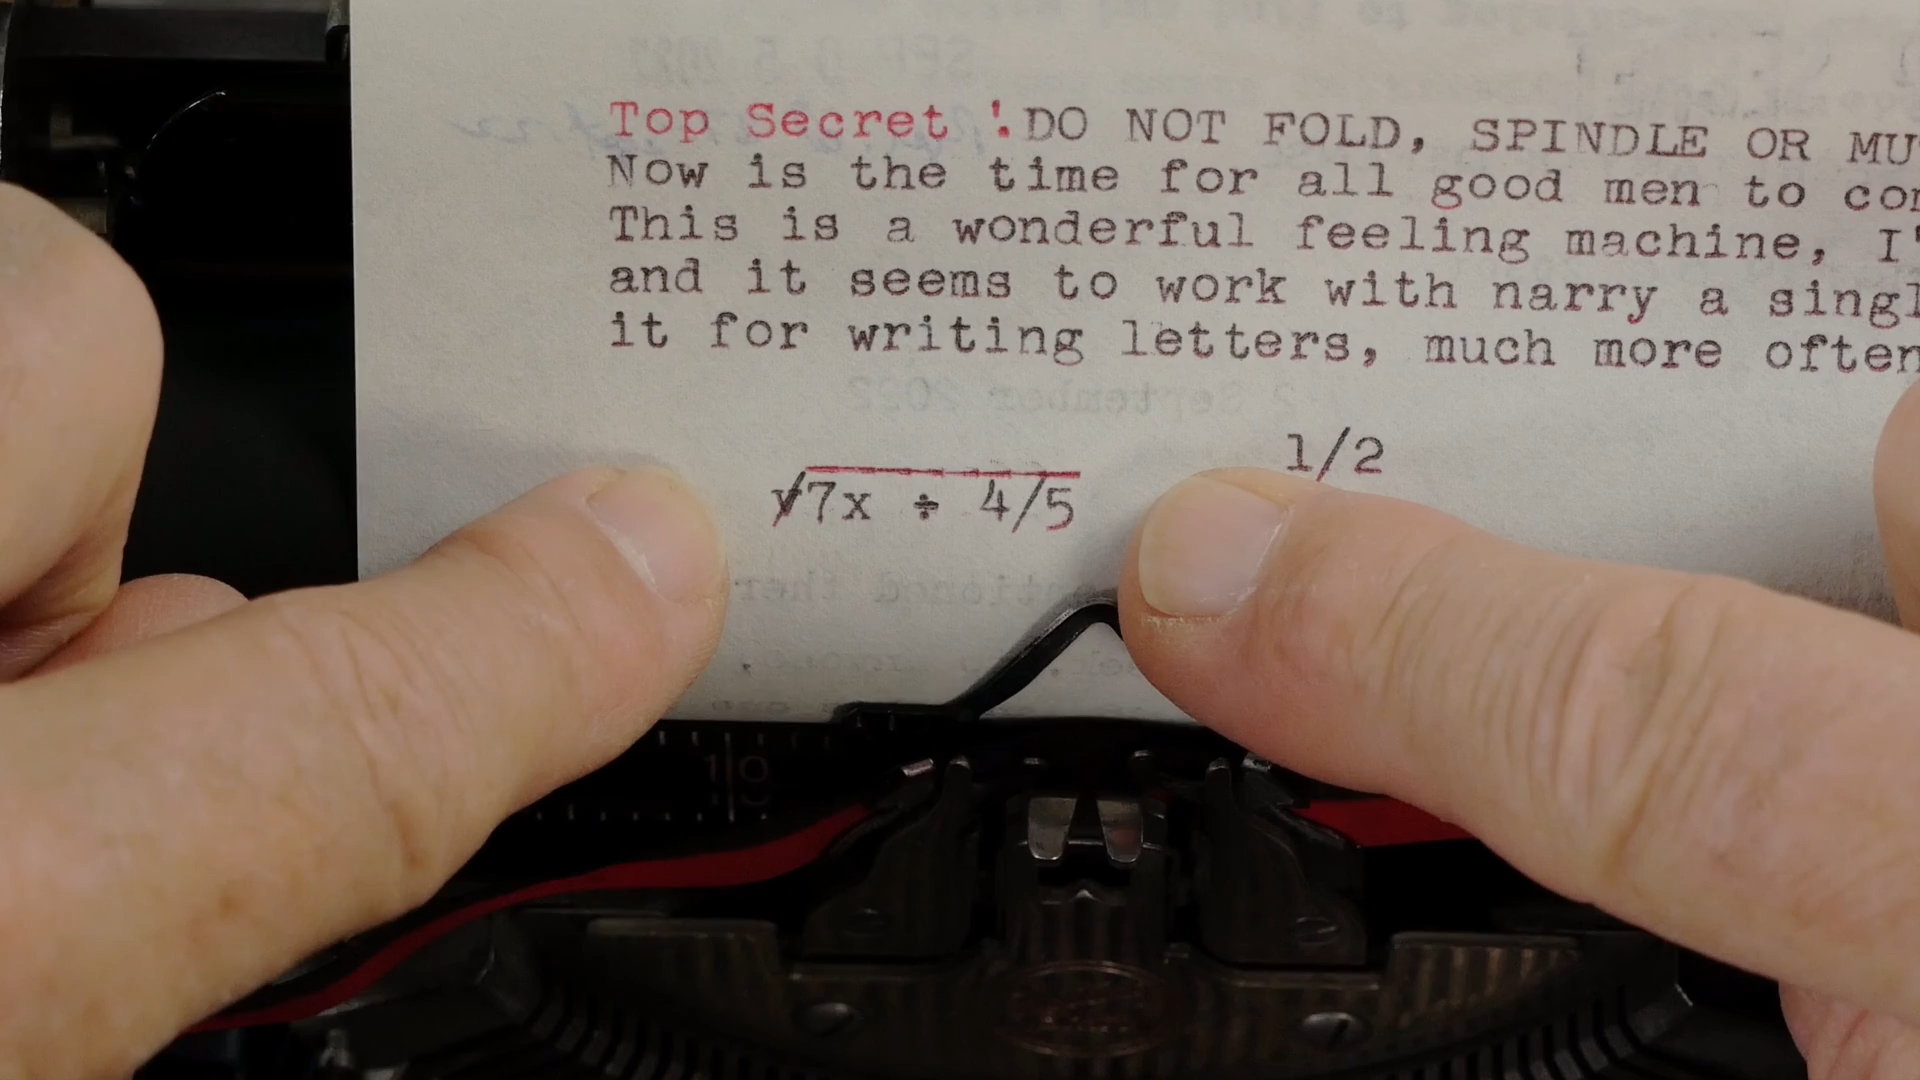 Top Secret ! DO NOT FOLD, SPINDLE OR
Now is the time for all good men to
This is a wonderful feeling machine,
and it seems to work with narry a
it for writing letters, much more often
1/2
√7x ÷ 4/5
10